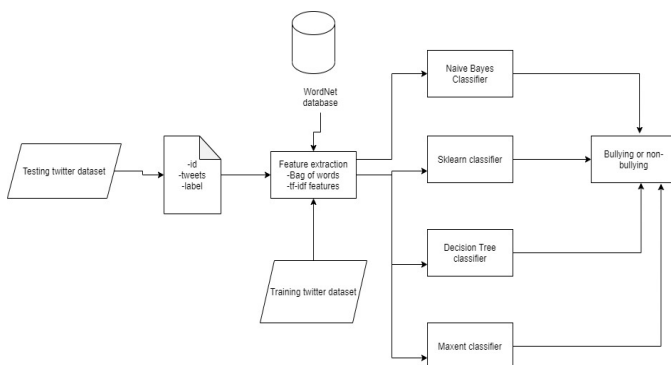 WordNet
database
Naive Bayes
Classifier
Testing twitter dataset
-id
-tweets
-label
Feature extraction
-Bag of words
-tf-idf features
Sklearn classifier
Bullying or non-
bullying
Training twitter dataset
Decision Tree
classifier
Maxent classifier